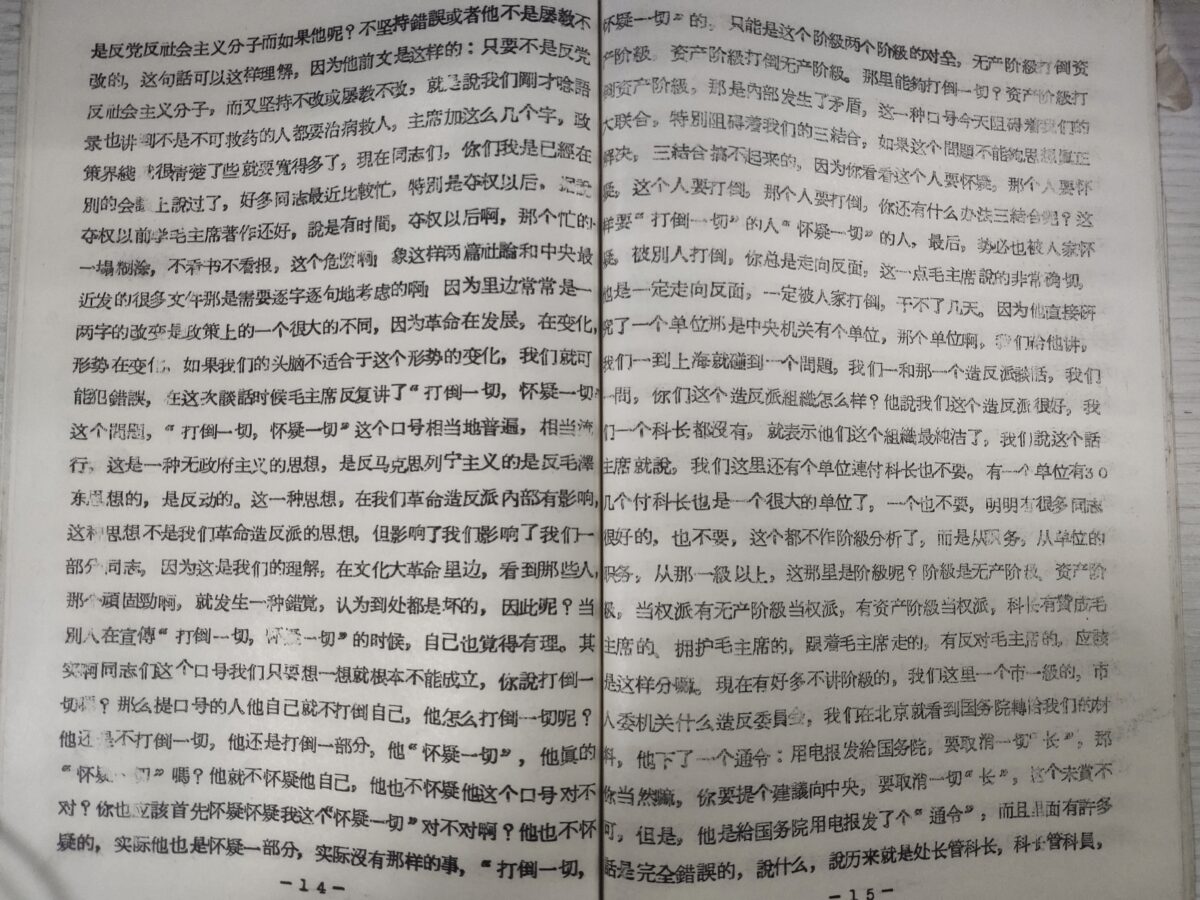 是反党反社会主义分子而如果他呢？不坚持錯誤或者他不是屡教不
改的，这句話可以这样理解，因为他前文是这样的：只要不是反党
反社会主义分子，而又坚持不改或屡教不改，就是說我们剛才唸語
录也讲到不是不可救药的人都要治病救人，主席加这么几个字，政
策界綫 很清楚了些就要寬得多了，现在同志们，你们我是已經在
別的会議上說过了，好多同志最近比較忙，特別是夺权以后，
夺权以前学毛主席著作还好，說是有时間，夺权以后啊，那个忙的
一塌糊涂，不看书不看报，这个危險啊！象这样两篇社論和中央最
近发的很多文件那是需要逐字逐句地考虑的啊！因为里边常常是一
两字的改变是政策上的一个很大的不同，因为革命在发展，在变化，
形势在变化，如果我们的头脑不适合于这个形势的变化，我们就可
能犯錯誤，在这次談話时候毛主席反复讲了“打倒一切，怀疑一切”
这个問題，“打倒一切，怀疑一切”这个口号相当地普遍，相当流
行，这是一种无政府主义的思想，是反马克思列宁主义的是反毛澤
东思想的，是反动的。这一种思想，在我们革命造反派内部有影响，
这种思想不是我们革命造反派的思想，但影响了我们影响了我们一
部分同志，因为这是我们的理解，在文化大革命里边，看到那些人，
那个頑固勁啊，就发生一种錯覚，认为到处都是坏的，因此呢？当
別人在宣傳“打倒一切，怀疑一切”的时候，自己也覚得有理。其
实啊同志们这个口号我们只要想一想就根本不能成立，你說打倒一
切 ？那么提口号的人他自己就不打倒自己，他怎么打倒一切呢？
他还是不打倒一切，他还是打倒一部分，他“怀疑一切”，他眞的
“怀疑一切”嗎？他就不怀疑他自己，他也不怀疑他这个口号对不
对？你也应該首先怀疑怀疑我这个“怀疑一切”对不对啊？他也不怀
疑的，实际他也是怀疑一部分，实际沒有那样的事，“打倒一切，
－14－
怀疑一切”的，只能是这个阶級两个阶級的对垒，无产阶級打倒资
产阶級，资产阶級打倒无产阶級。那里能夠打倒一切？资产阶級打
倒资产阶級，那是内部发生了矛盾，这一种口号今天阻碍着我们的
大联合，特别阻碍着我们的三結合，如果这个問題不能夠思想眞正
解决，三結合搞不起来的，因为你看看这个人要怀疑，那个人要怀
疑，这个人要打倒，那个人要打倒，你还有什么办法三結合呢？这
样要“打倒一切”的人“怀疑一切”的人，最后，势必也被人家怀
疑，被別人打倒，你总是走向反面，这一点毛主席說的非常确切，
他是一定走向反面，一定被人家打倒，干不了几天。因为他直接研
究了一个单位那是中央机关有个单位，那个单位啊，我们給他讲，
我们一到上海就碰到一个問題，我们一和那一个造反派談話，我们
一問，你们这个造反派組織怎么样？他說我们这个造反派很好，我
们一个科长都沒有，就表示他们这个組織最纯洁了，我们說这个話
主席就說，我们这里还有个单位連付科长也不要。有一个单位有30
几个付科长也是一个很大的单位了，一个也不要，明明有很多同志
很好的，也不要，这个都不作阶級分析了，而是从职务，从单位的
职务，从那一級以上，这那里是阶級呢？阶級是无产阶級，资产阶
級，当权派有无产阶級当权派，有资产阶級当权派，科长有贊成毛
主席的，拥护毛主席的，跟着毛主席走的，有反对毛主席的，应該
是这样分嘛。现在有好多不讲阶級的，我们这里一个市一級的，市
人委机关什么造反委員会，我们在北京就看到国务院轉給我们的材
料，他下了一个通令：用电报发給国务院，要取消一切“长”，那
你当然嘛，你要提个建議向中央，要取消一切“长”，这个未嘗不
可，但是，他是給国务院用电报发了个“通令”，而且里面有許多
話是完全錯誤的，說什么，說历来就是处长管科长，科长管科員，
－15－